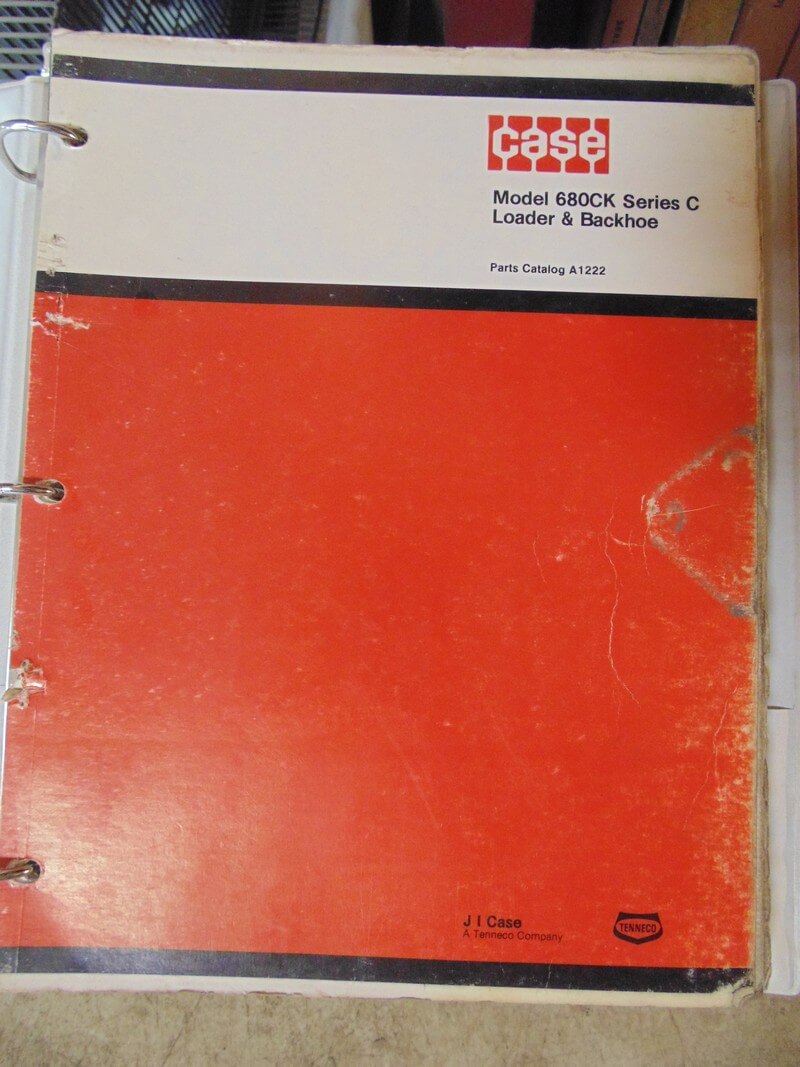 case
Model 680CK Series C
Loader & Backhoe
Parts Catalog A1222
J I Case
A Tenneco Company
TENNECO